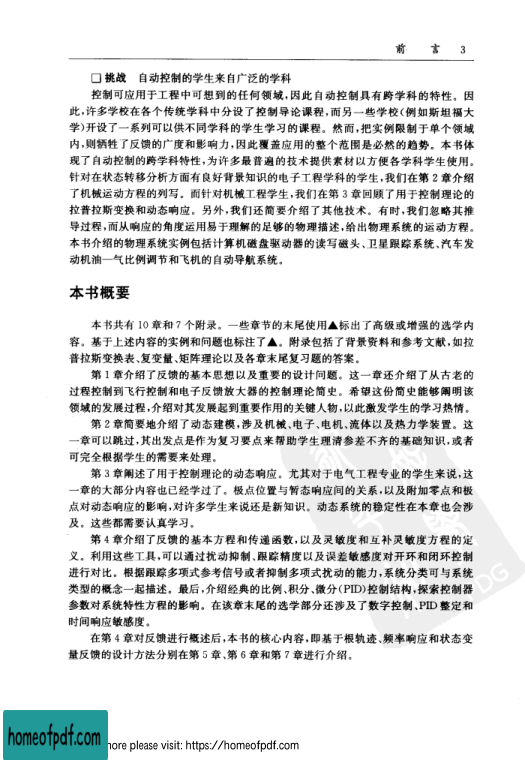 前 言 3
□ 挑战 自动控制的学生来自广泛的学科
控制可应用于工程中可想到的任何领域,因此自动控制具有跨学科的特性。因
此,许多学校在各个传统学科中分设了控制导论课程,而另一些学校(例如斯坦福大
学)开设了一系列可以供不同学科的学生学习的课程。然而,把实例限制于单个领域
内,则牺牲了反馈的广度和影响力,因此覆盖应用的整个范围是必然的趋势。本书体
现了自动控制的跨学科特性,为许多最普遍的技术提供素材以方便各学科学生使用。
针对在状态转移分析方面有良好背景知识的电子工程学科的学生,我们在第2章介绍
了机械运动方程的列写。而针对机械工程学生,我们在第3章回顾了用于控制理论的
拉普拉斯变换和动态响应。另外,我们还简要介绍了其他技术。有时,我们忽略其推
导过程,而从响应的角度运用易于理解的足够的物理描述,给出物理系统的运动方程。
本书介绍的物理系统实例包括计算机磁盘驱动器的读写磁头、卫星跟踪系统、汽车发
动机油—气比例调节和飞机的自动导航系统。
本书概要
本书共有10章和7个附录。一些章节的末尾使用▲标出了高级或增强的选学内
容。基于上述内容的实例和问题也标注了▲。附录包括了背景资料和参考文献,如拉
普拉斯变换表、复变量、矩阵理论以及各章末尾复习题的答案。
第1章介绍了反馈的基本思想以及重要的设计问题。这一章还介绍了从古老的
过程控制到飞行控制和电子反馈放大器的控制理论简史。希望这份简史能够阐明该
领域的发展过程,介绍对其发展起到重要作用的关键人物,以此激发学生的学习热情。
第2章简要地介绍了动态建模,涉及机械、电子、电机、流体以及热力学装置。这
一章可以跳过,其出发点是作为复习要点来帮助学生理清参差不齐的基础知识,或者
可完全根据学生的需要来处理。
第3章阐述了用于控制理论的动态响应。尤其对于电气工程专业的学生来说,这
一章的大部分内容也已经学过了。极点位置与暂态响应间的关系,以及附加零点和极
点对动态响应的影响,对许多学生来说还是新知识。动态系统的稳定性在本章也会涉
及。这些都需要认真学习。
第4章介绍了反馈的基本方程和传递函数,以及灵敏度和互补灵敏度方程的定
义。利用这些工具,可以通过扰动抑制、跟踪精度以及误差敏感度对开环和闭环控制
进行对比。根据跟踪多项式参考信号或者抑制多项式扰动的能力,系统分类可与系统
类型的概念一起描述。最后,介绍经典的比例、积分、微分(PID)控制结构,探索控制器
参数对系统特性方程的影响。在该章末尾的选学部分还涉及了数字控制、PID整定和
时间响应敏感度。
在第4章对反馈进行概述后,本书的核心内容,即基于根轨迹、频率响应和状态变
量反馈的设计方法分别在第5章、第6章和第7章进行介绍。
homeofpdf.com
more please visit: https://homeofpdf.com